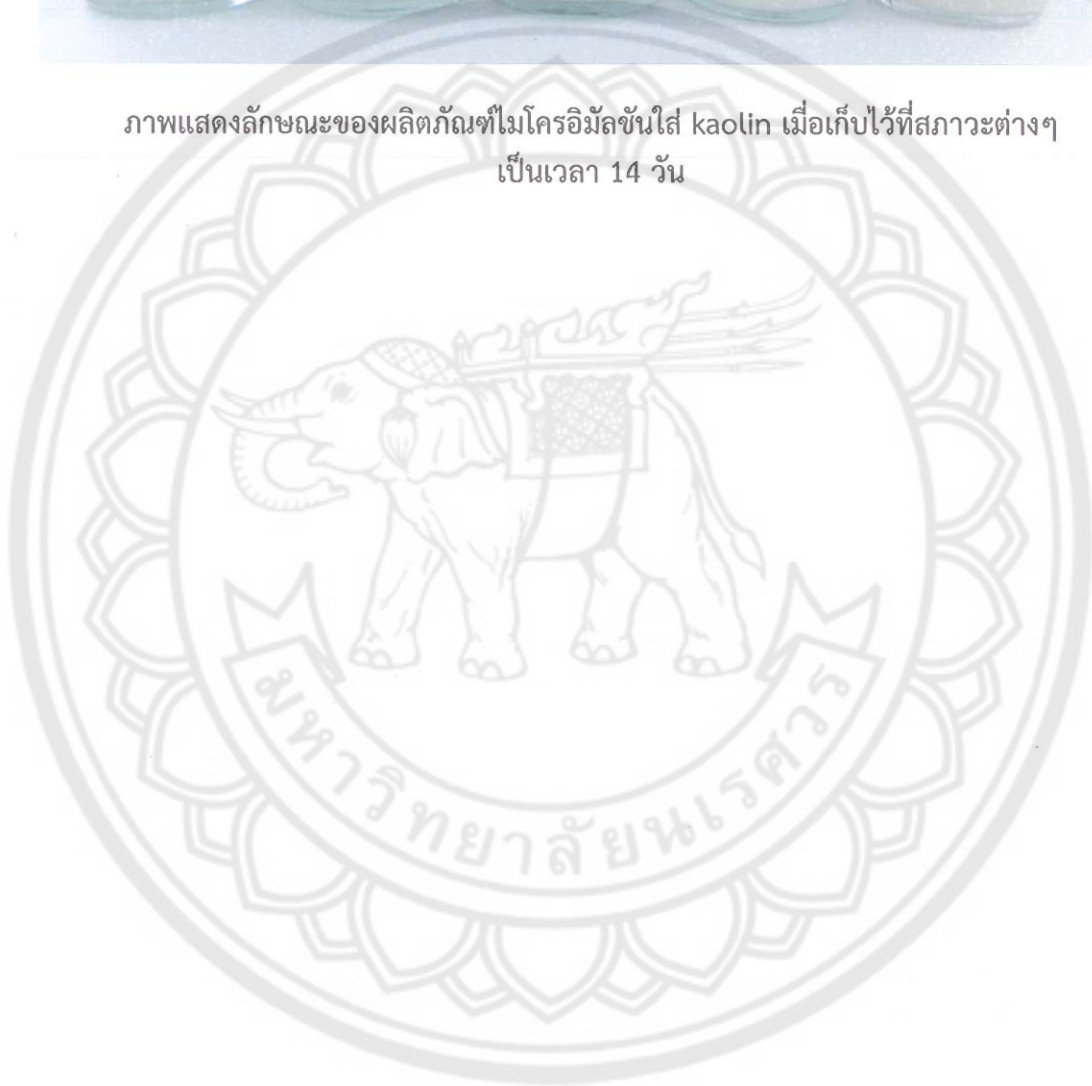 ภาพแสดงลักษณะของผลิตภัณฑ์ไมโครอิมัลชันใส่ kaolin เมื่อเก็บไว้ที่สภาวะต่างๆ
เป็นเวลา 14 วัน
มหาวิทยาลัยนเรศวร